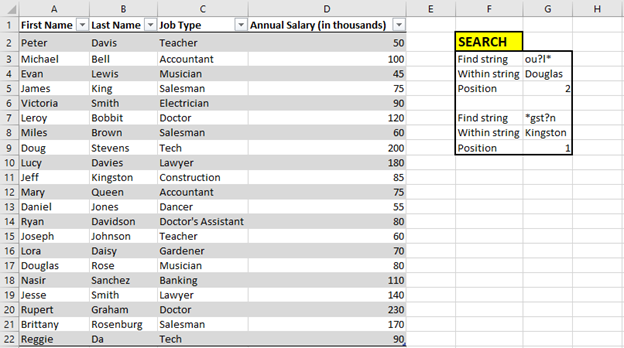 A B C D E F G H
1 First Name Last Name Job Type Annual Salary (in thousands)
2 Peter Davis Teacher 50 SEARCH
3 Michael Bell Accountant 100 Find string ou?l*
4 Evan Lewis Musician 45 Within string Douglas
5 James King Salesman 75 Position 2
6 Victoria Smith Electrician 90
7 Leroy Bobbit Doctor 120 Find string *gst?n
8 Miles Brown Salesman 60 Within string Kingston
9 Doug Stevens Tech 200 Position 1
10 Lucy Davies Lawyer 180
11 Jeff Kingston Construction 85
12 Mary Queen Accountant 75
13 Daniel Jones Dancer 55
14 Ryan Davidson Doctor's Assistant 80
15 Joseph Johnson Teacher 60
16 Lora Daisy Gardener 70
17 Douglas Rose Musician 80
18 Nasir Sanchez Banking 110
19 Jesse Smith Lawyer 140
20 Rupert Graham Doctor 230
21 Brittany Rosenburg Salesman 170
22 Reggie Da Tech 90